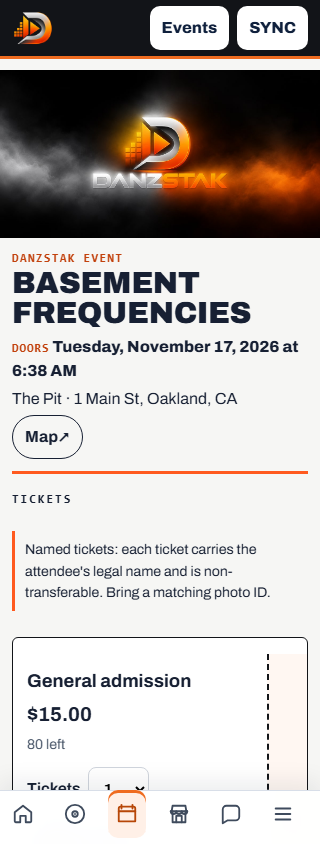 Events
SYNC
DANZSTAK
DANZSTAK EVENT
BASEMENT
FREQUENCIES
DOORS Tuesday, November 17, 2026 at
6:38 AM
The Pit · 1 Main St, Oakland, CA
Map↗
TICKETS
Named tickets: each ticket carries the
attendee's legal name and is non-
transferable. Bring a matching photo ID.
General admission
$15.00
80 left
Tickets 1